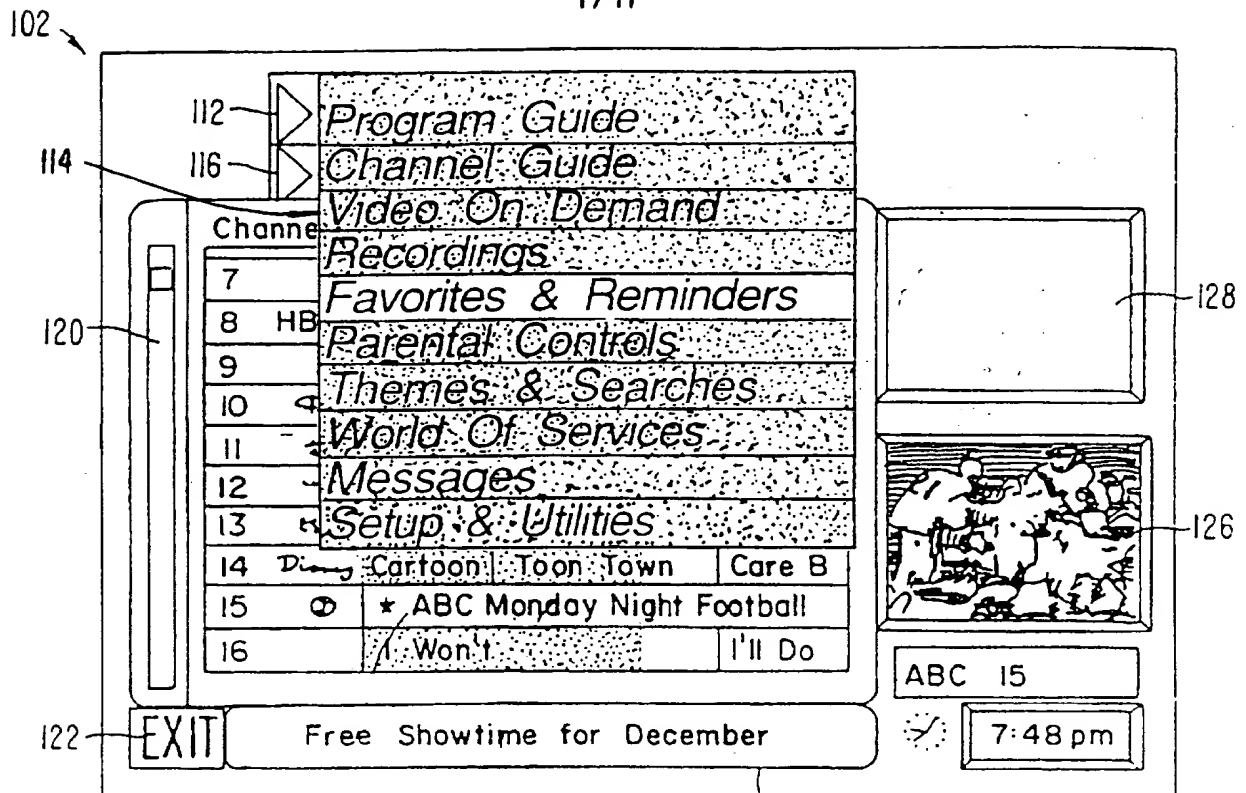 102
112
Program Guide
116
Channel Guide
114
Video On Demand
Channe
Recordings
7
Favorites & Reminders
128
8 HB
120
Parental Controls
9
Themes & Searches
10
World Of Services
11
Messages
12
Setup & Utilities
13
126
14 Disney Cartoon Toon Town Care B
15 ★ ABC Monday Night Football
16 I Won't I'll Do
ABC 15
122
EXIT
Free Showtime for December
7:48 pm